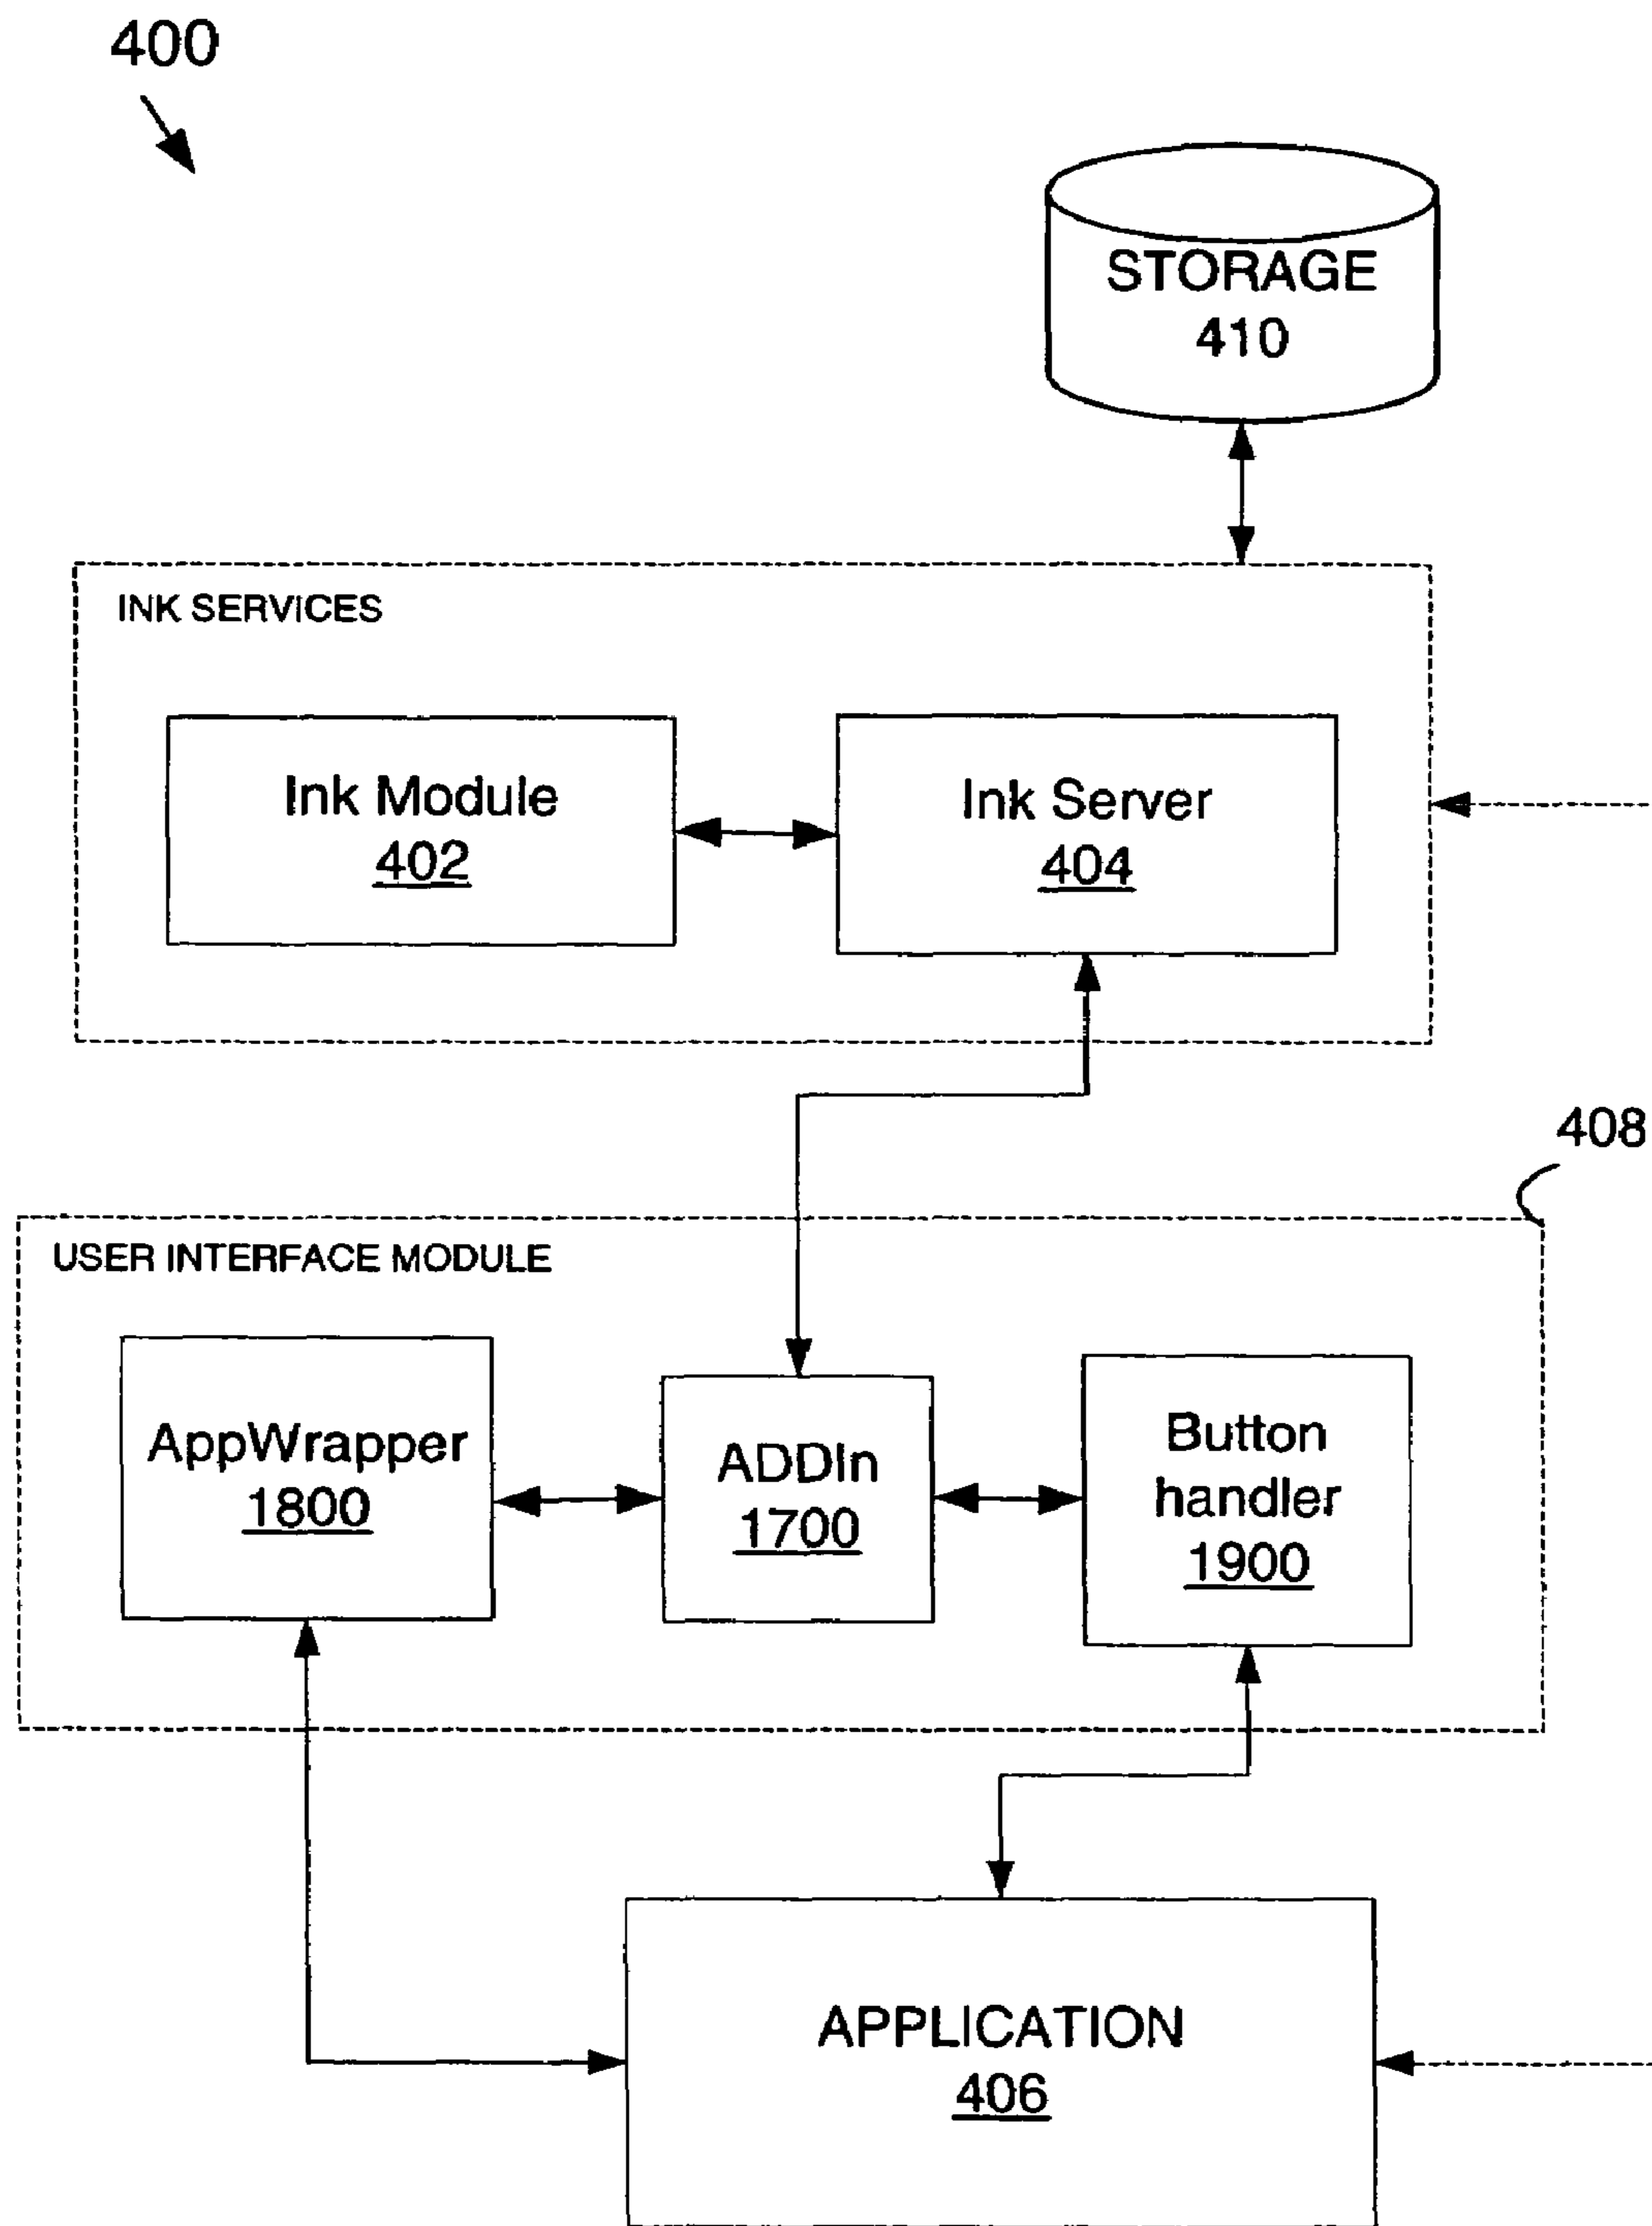 400
STORAGE
410
INK SERVICES
Ink Module
402
Ink Server
404
408
USER INTERFACE MODULE
AppWrapper
1800
ADDIn
1700
Button
handler
1900
APPLICATION
406